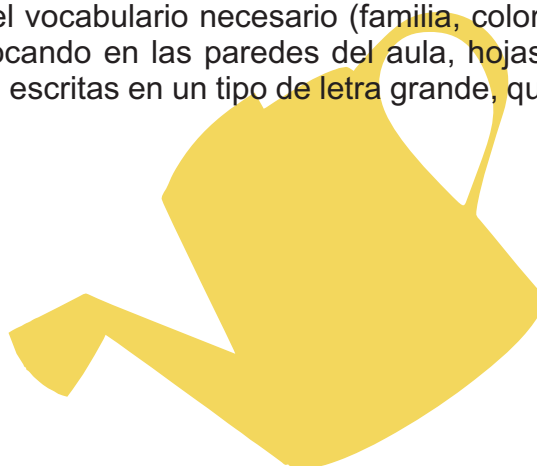 el vocabulario necesario (familia, color
ocando en las paredes del aula, hojas
escritas en un tipo de letra grande, qu